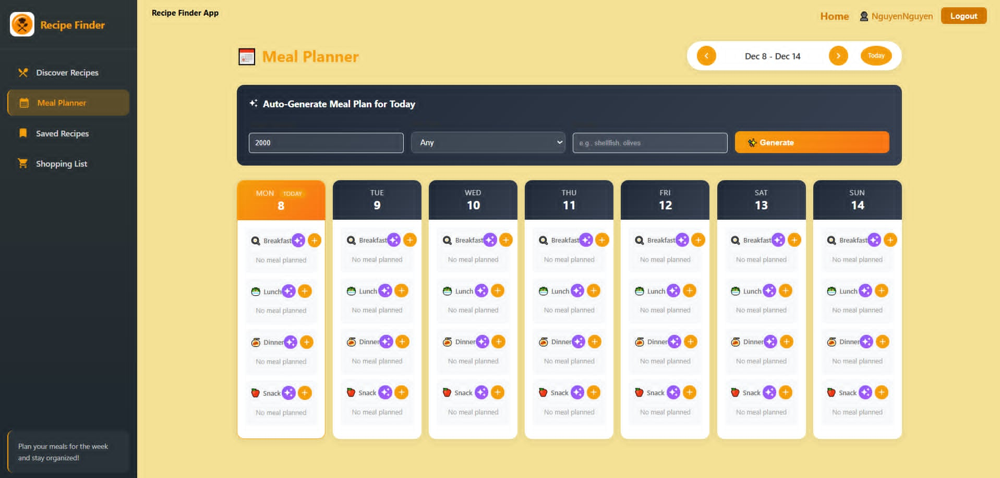 Recipe Finder
Discover Recipes
Meal Planner
Saved Recipes
Shopping List
Plan your meals for the week
and stay organized!
Recipe Finder App
Home
NguyenNguyen
Logout
Meal Planner
Dec 8 - Dec 14
Today
Auto-Generate Meal Plan for Today
2000
Any
e.g., shellfish, olives
Generate
MON TODAY
8
Breakfast
No meal planned
Lunch
No meal planned
Dinner
No meal planned
Snack
No meal planned
TUE
9
Breakfast
No meal planned
Lunch
No meal planned
Dinner
No meal planned
Snack
No meal planned
WED
10
Breakfast
No meal planned
Lunch
No meal planned
Dinner
No meal planned
Snack
No meal planned
THU
11
Breakfast
No meal planned
Lunch
No meal planned
Dinner
No meal planned
Snack
No meal planned
FRI
12
Breakfast
No meal planned
Lunch
No meal planned
Dinner
No meal planned
Snack
No meal planned
SAT
13
Breakfast
No meal planned
Lunch
No meal planned
Dinner
No meal planned
Snack
No meal planned
SUN
14
Breakfast
No meal planned
Lunch
No meal planned
Dinner
No meal planned
Snack
No meal planned